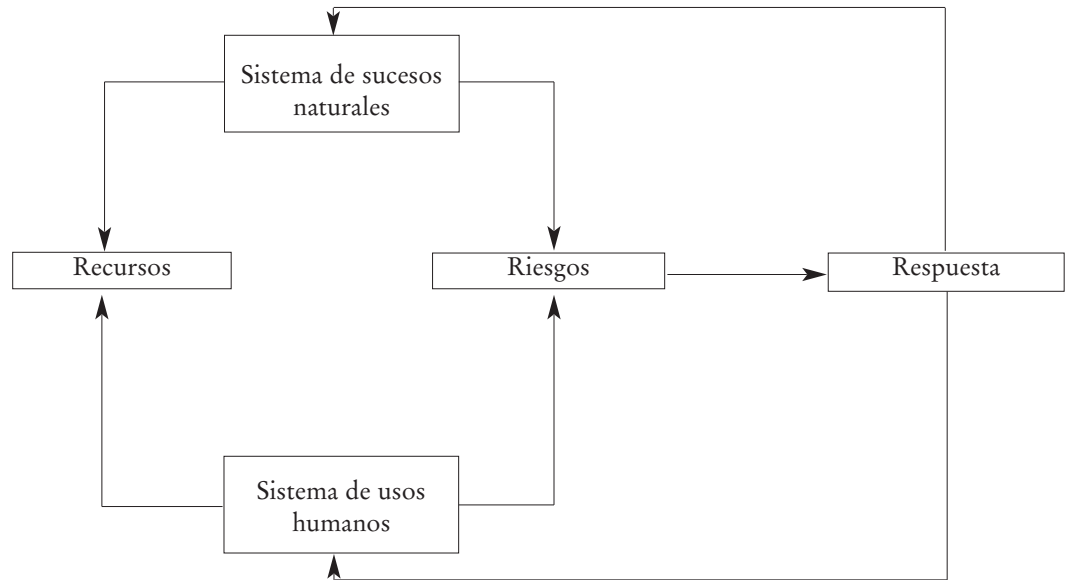 Sistema de sucesos
naturales
Recursos
Riesgos
Respuesta
Sistema de usos
humanos